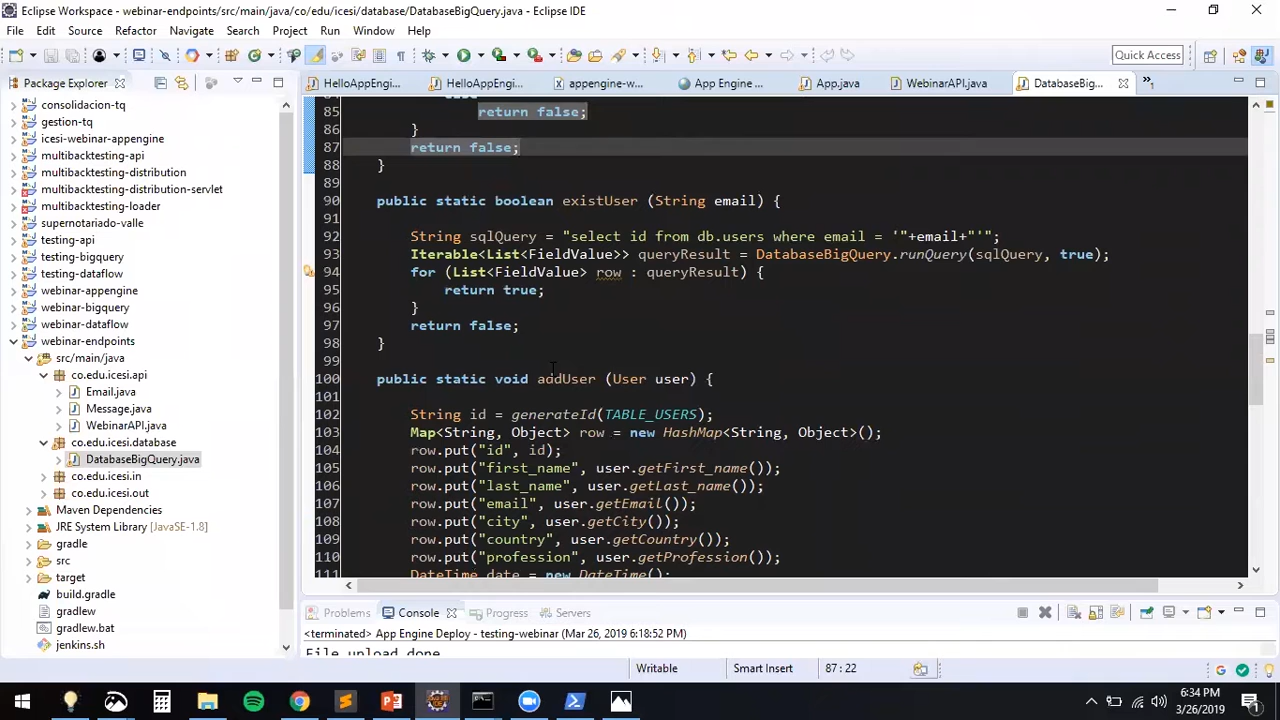 Eclipse Workspace - webinar-endpoints/src/main/java/co/edu/icesi/database/DatabaseBigQuery.java - Eclipse IDE
File Edit Source Refactor Navigate Search Project Run Window Help
Quick Access
Package Explorer
HelloAppEngi...
HelloAppEngi...
appengine-w...
App Engine ...
App.java
WebinarAPI.java
DatabaseBig...
1
consolidacion-tq
gestion-tq
icesi-webinar-appengine
multibacktesting-api
multibacktesting-distribution
multibacktesting-distribution-servlet
multibacktesting-loader
supernotariado-valle
testing-api
testing-bigquery
testing-dataflow
webinar-appengine
webinar-bigquery
webinar-dataflow
webinar-endpoints
src/main/java
co.edu.icesi.api
Email.java
Message.java
WebinarAPI.java
co.edu.icesi.database
DatabaseBigQuery.java
co.edu.icesi.in
co.edu.icesi.out
Maven Dependencies
JRE System Library [JavaSE-1.8]
gradle
src
target
build.gradle
gradlew
gradlew.bat
jenkins.sh
85 return false;
86 }
87 return false;
88 }
89
90 public static boolean existUser (String email) {
91
92 String sqlQuery = "select id from db.users where email = '"+email+"'";
93 Iterable<List<FieldValue>> queryResult = DatabaseBigQuery.runQuery(sqlQuery, true);
94 for (List<FieldValue> row : queryResult) {
95 return true;
96 }
97 return false;
98 }
99
100 public static void addUser (User user) {
101
102 String id = generateId(TABLE_USERS);
103 Map<String, Object> row = new HashMap<String, Object>();
104 row.put("id", id);
105 row.put("first_name", user.getFirst_name());
106 row.put("last_name", user.getLast_name());
107 row.put("email", user.getEmail());
108 row.put("city", user.getCity());
109 row.put("country", user.getCountry());
110 row.put("profession", user.getProfession());
111 DateTime date = new DateTime();
Problems Console Progress Servers
<terminated> App Engine Deploy - testing-webinar (Mar 26, 2019 6:18:52 PM)
File upload done
Writable Smart Insert 87 : 22
6:34 PM
3/26/2019